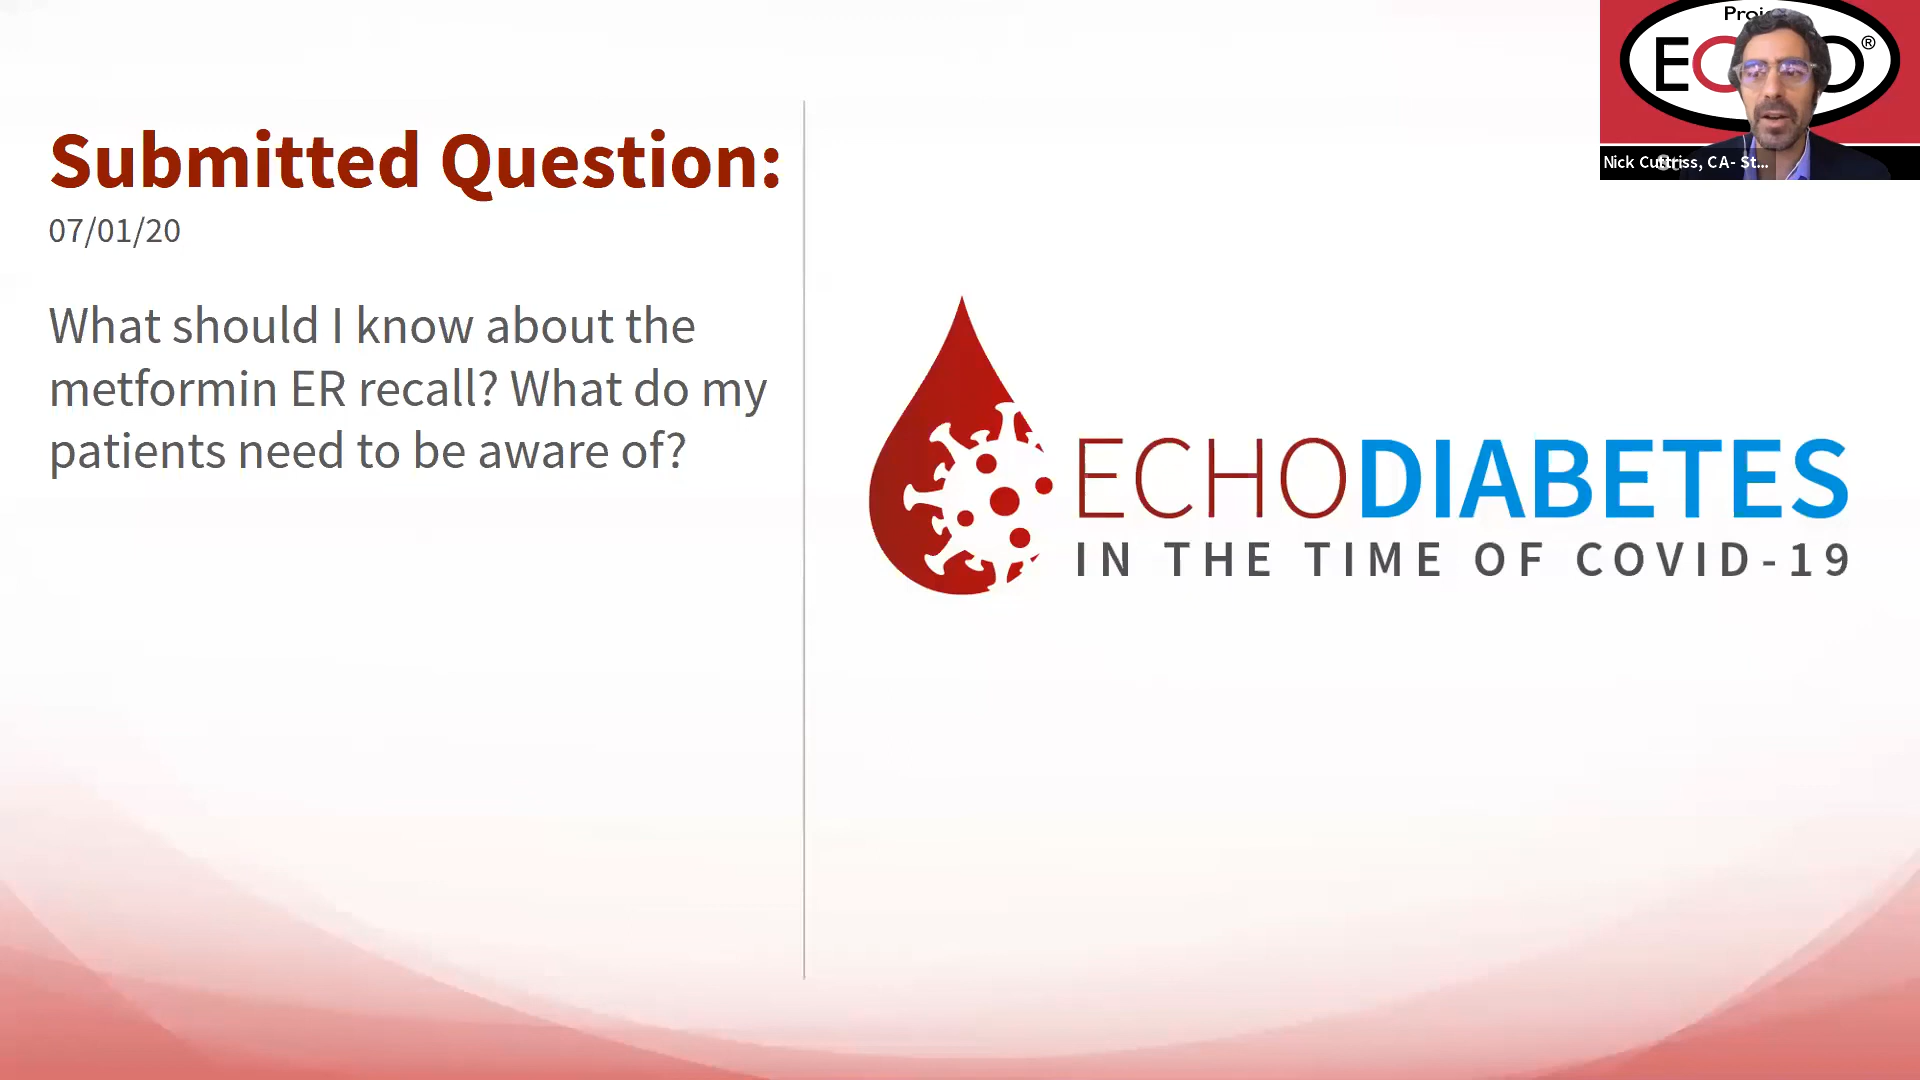 Submitted Question:
07/01/20
What should I know about the
metformin ER recall? What do my
patients need to be aware of?
ECHODIABETES
IN THE TIME OF COVID-19
®
Nick Cuttriss, CA- St...